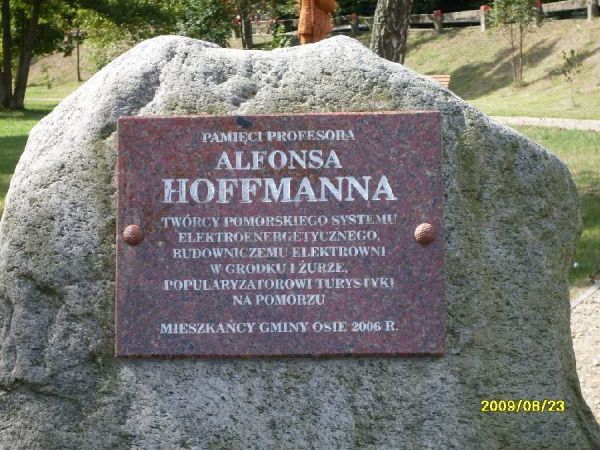 PAMIĘCI PROFESORA
ALFONSA
HOFFMANNA
TWÓRCY POMORSKIEGO SYSTEMU
ELEKTROENERGETYCZNEGO,
BUDOWNICZEMU ELEKTROWNI
W GRÓDKU I ŻURZE,
POPULARYZATOROWI TURYSTYKI
NA POMORZU
MIESZKAŃCY GMINY OSIE 2006 R.
2009/08/23